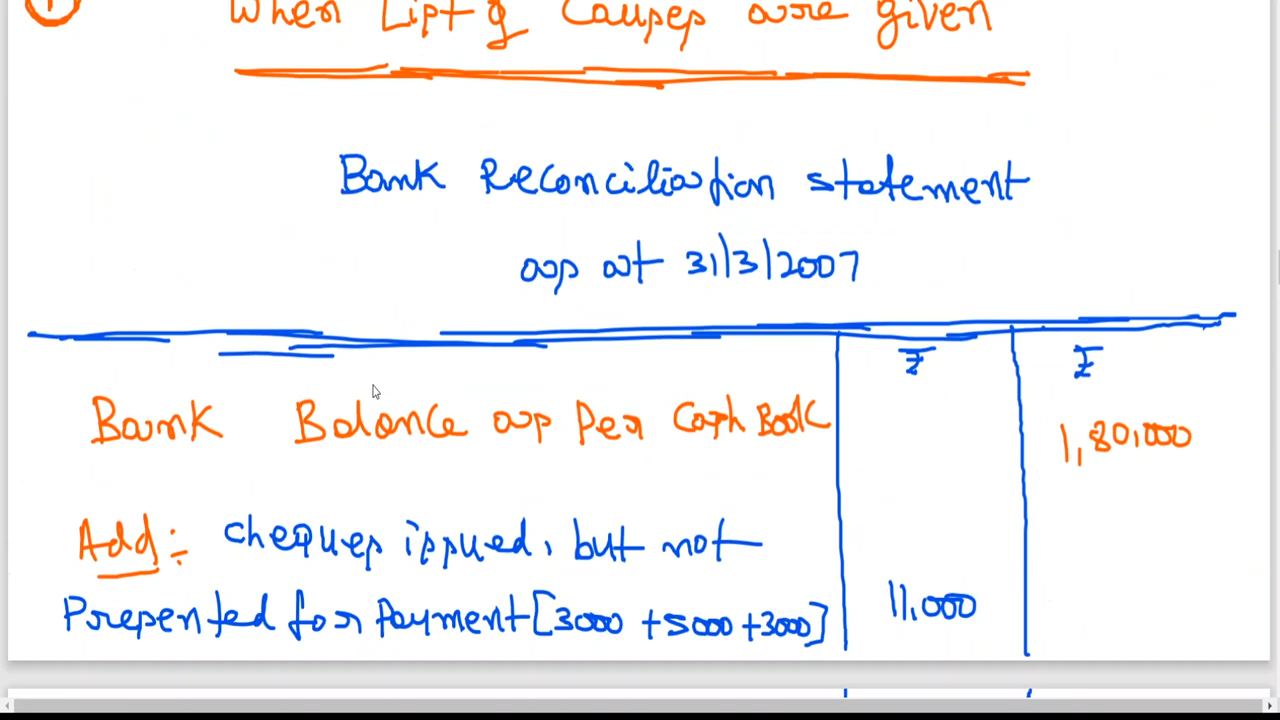 1
When List of Causes are given
Bank Reconciliation statement
as at 31/3/2007
₹ ₹
Bank Balance as Per Cash Book 1,80,000
Add:- Cheques issued, but not
Presented for Payment [3000 + 5000 + 3000] 11,000